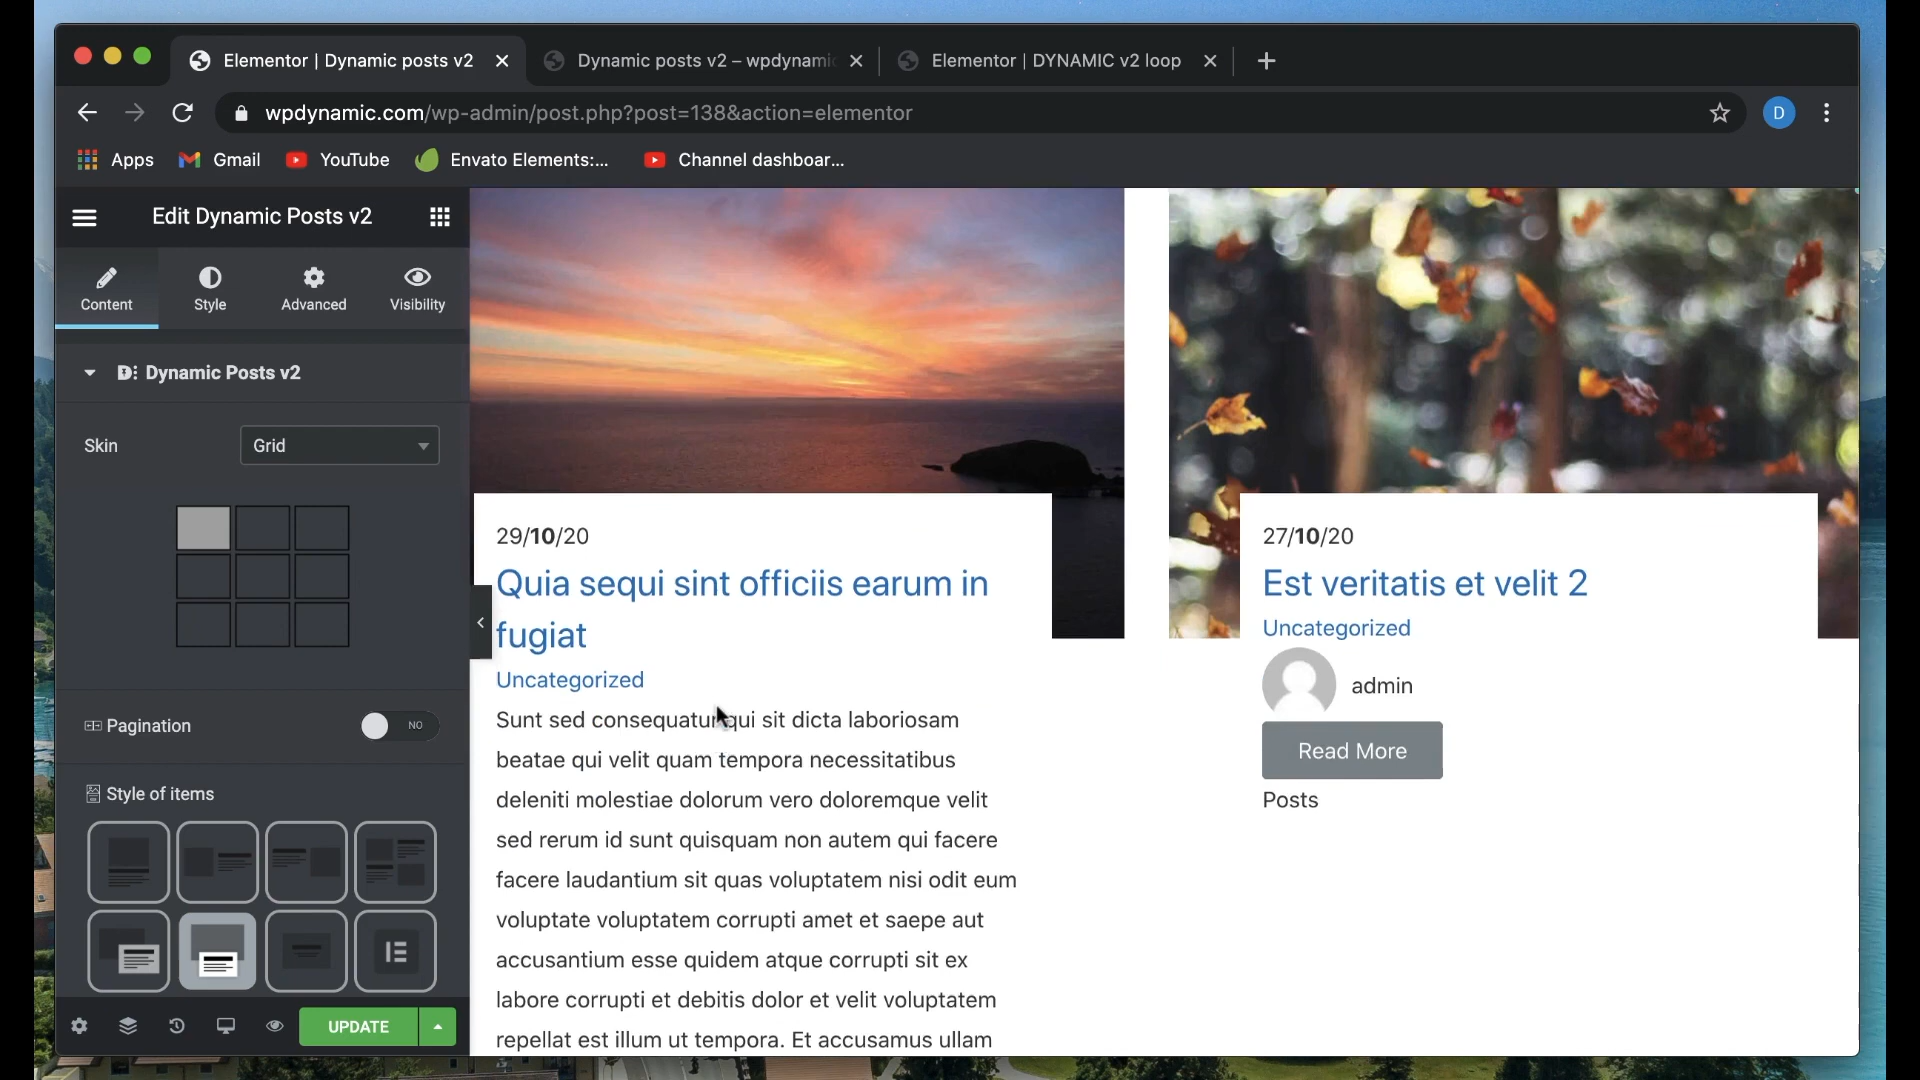 Elementor | Dynamic posts v2
Dynamic posts v2 – wpdynami
Elementor | DYNAMIC v2 loop
wpdynamic.com/wp-admin/post.php?post=138&action=elementor
D
Apps
Gmail
YouTube
Envato Elements:...
Channel dashboar...
Edit Dynamic Posts v2
Content
Style
Advanced
Visibility
Dynamic Posts v2
Skin
Grid
Pagination
NO
Style of items
UPDATE
29/10/20
Quia sequi sint officiis earum in
fugiat
Uncategorized
Sunt sed consequatur qui sit dicta laboriosam
beatae qui velit quam tempora necessitatibus
deleniti molestiae dolorum vero doloremque velit
sed rerum id sunt quisquam non autem qui facere
facere laudantium sit quas voluptatem nisi odit eum
voluptate voluptatem corrupti amet et saepe aut
accusantium esse quidem atque corrupti sit ex
labore corrupti et debitis dolor et velit voluptatem
repellat est illum ut tempora. Et accusamus ullam
27/10/20
Est veritatis et velit 2
Uncategorized
admin
Read More
Posts